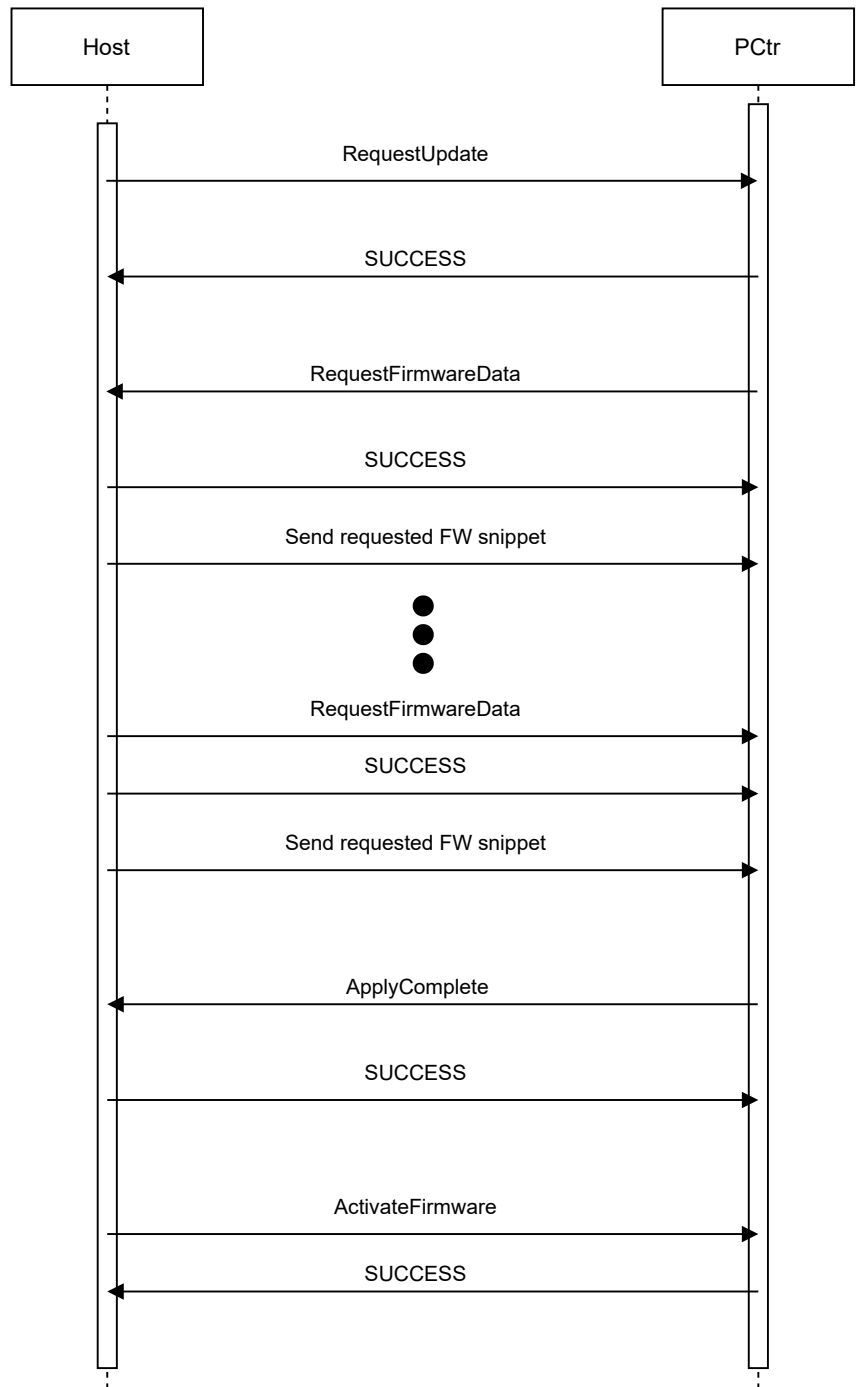 Host
PCtr
RequestUpdate
SUCCESS
RequestFirmwareData
SUCCESS
Send requested FW snippet
RequestFirmwareData
SUCCESS
Send requested FW snippet
ApplyComplete
SUCCESS
ActivateFirmware
SUCCESS